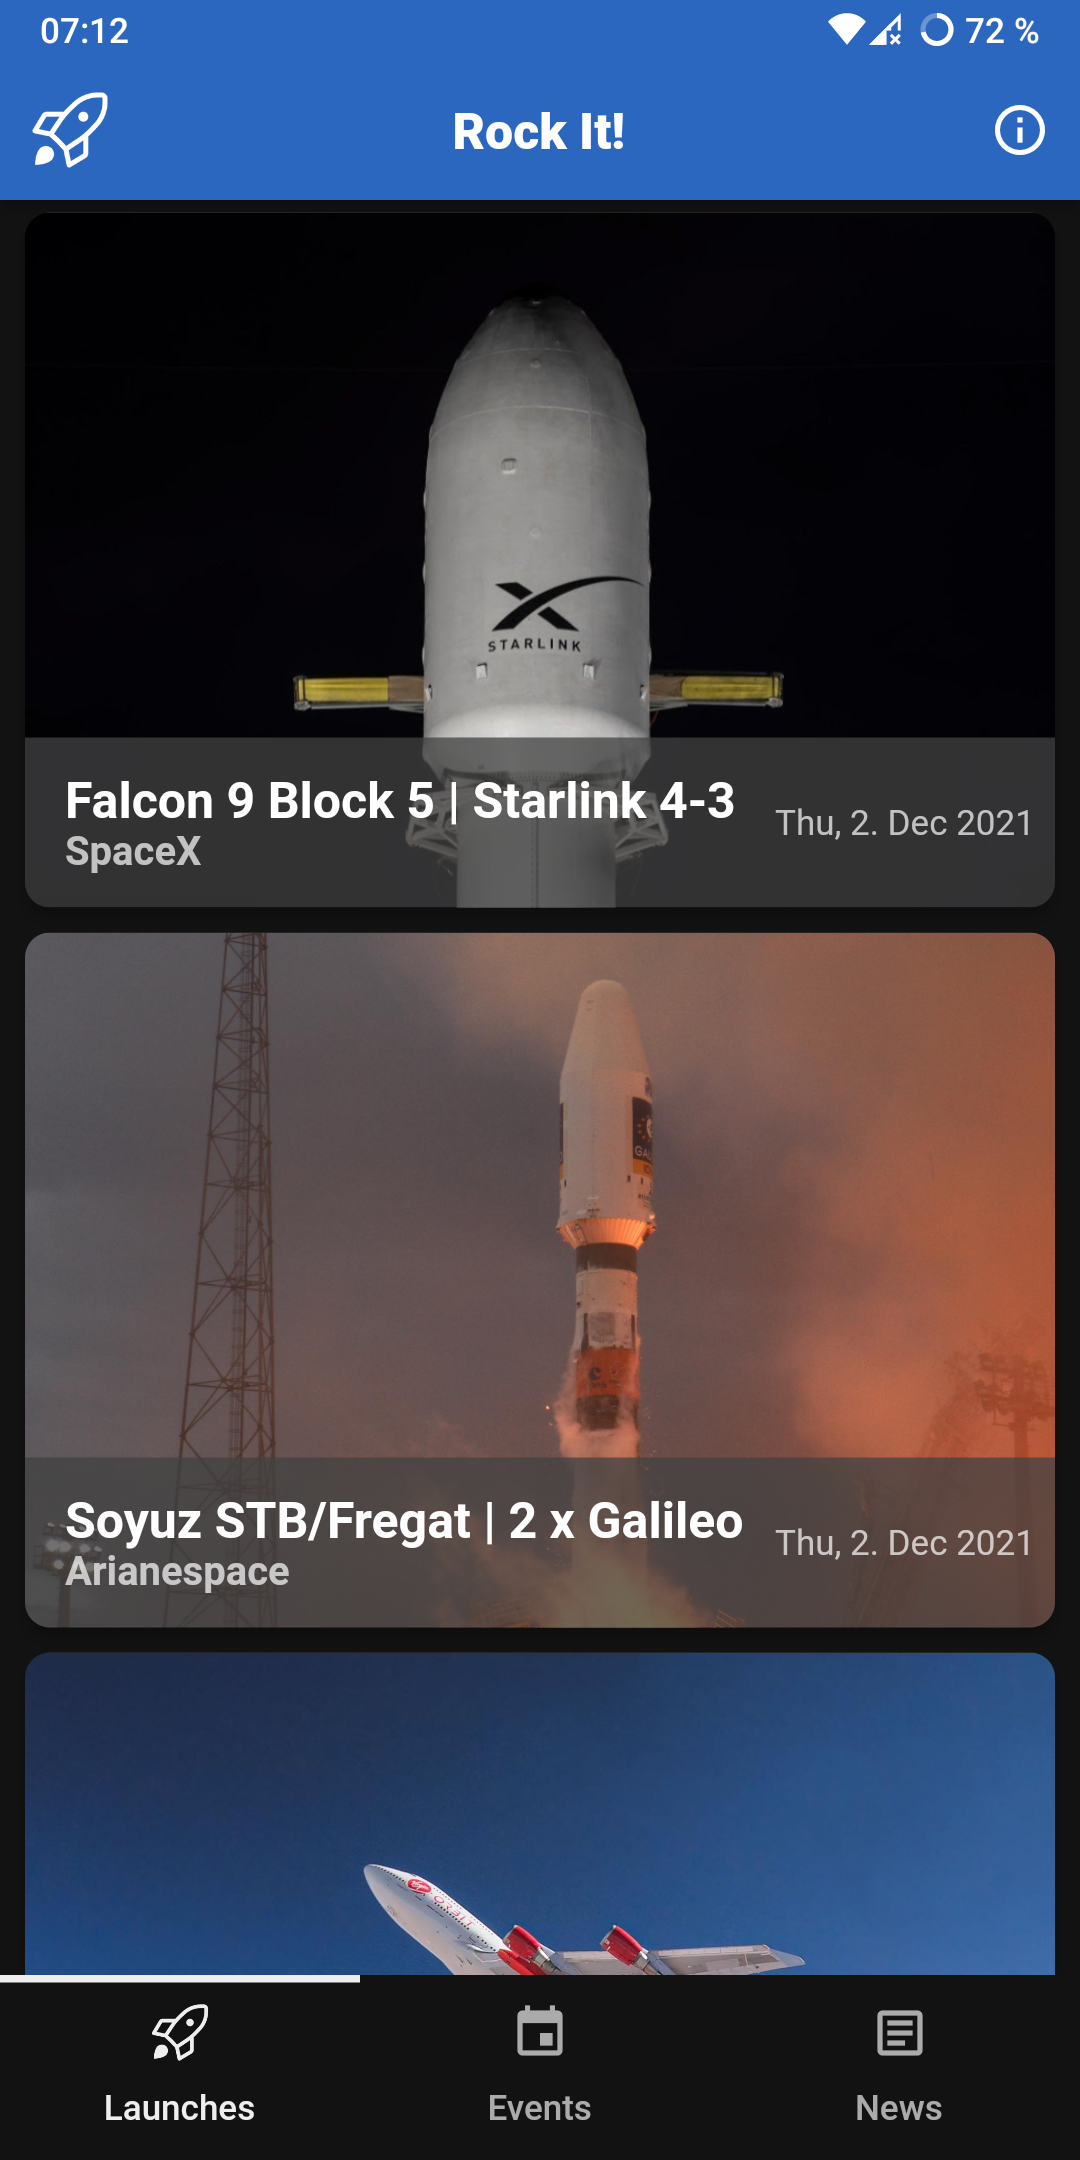 07:12
72 %
Rock It!
STARLINK
Falcon 9 Block 5 | Starlink 4-3
SpaceX
Thu, 2. Dec 2021
Soyuz STB/Fregat | 2 x Galileo
Arianespace
Thu, 2. Dec 2021
Launches
Events
News